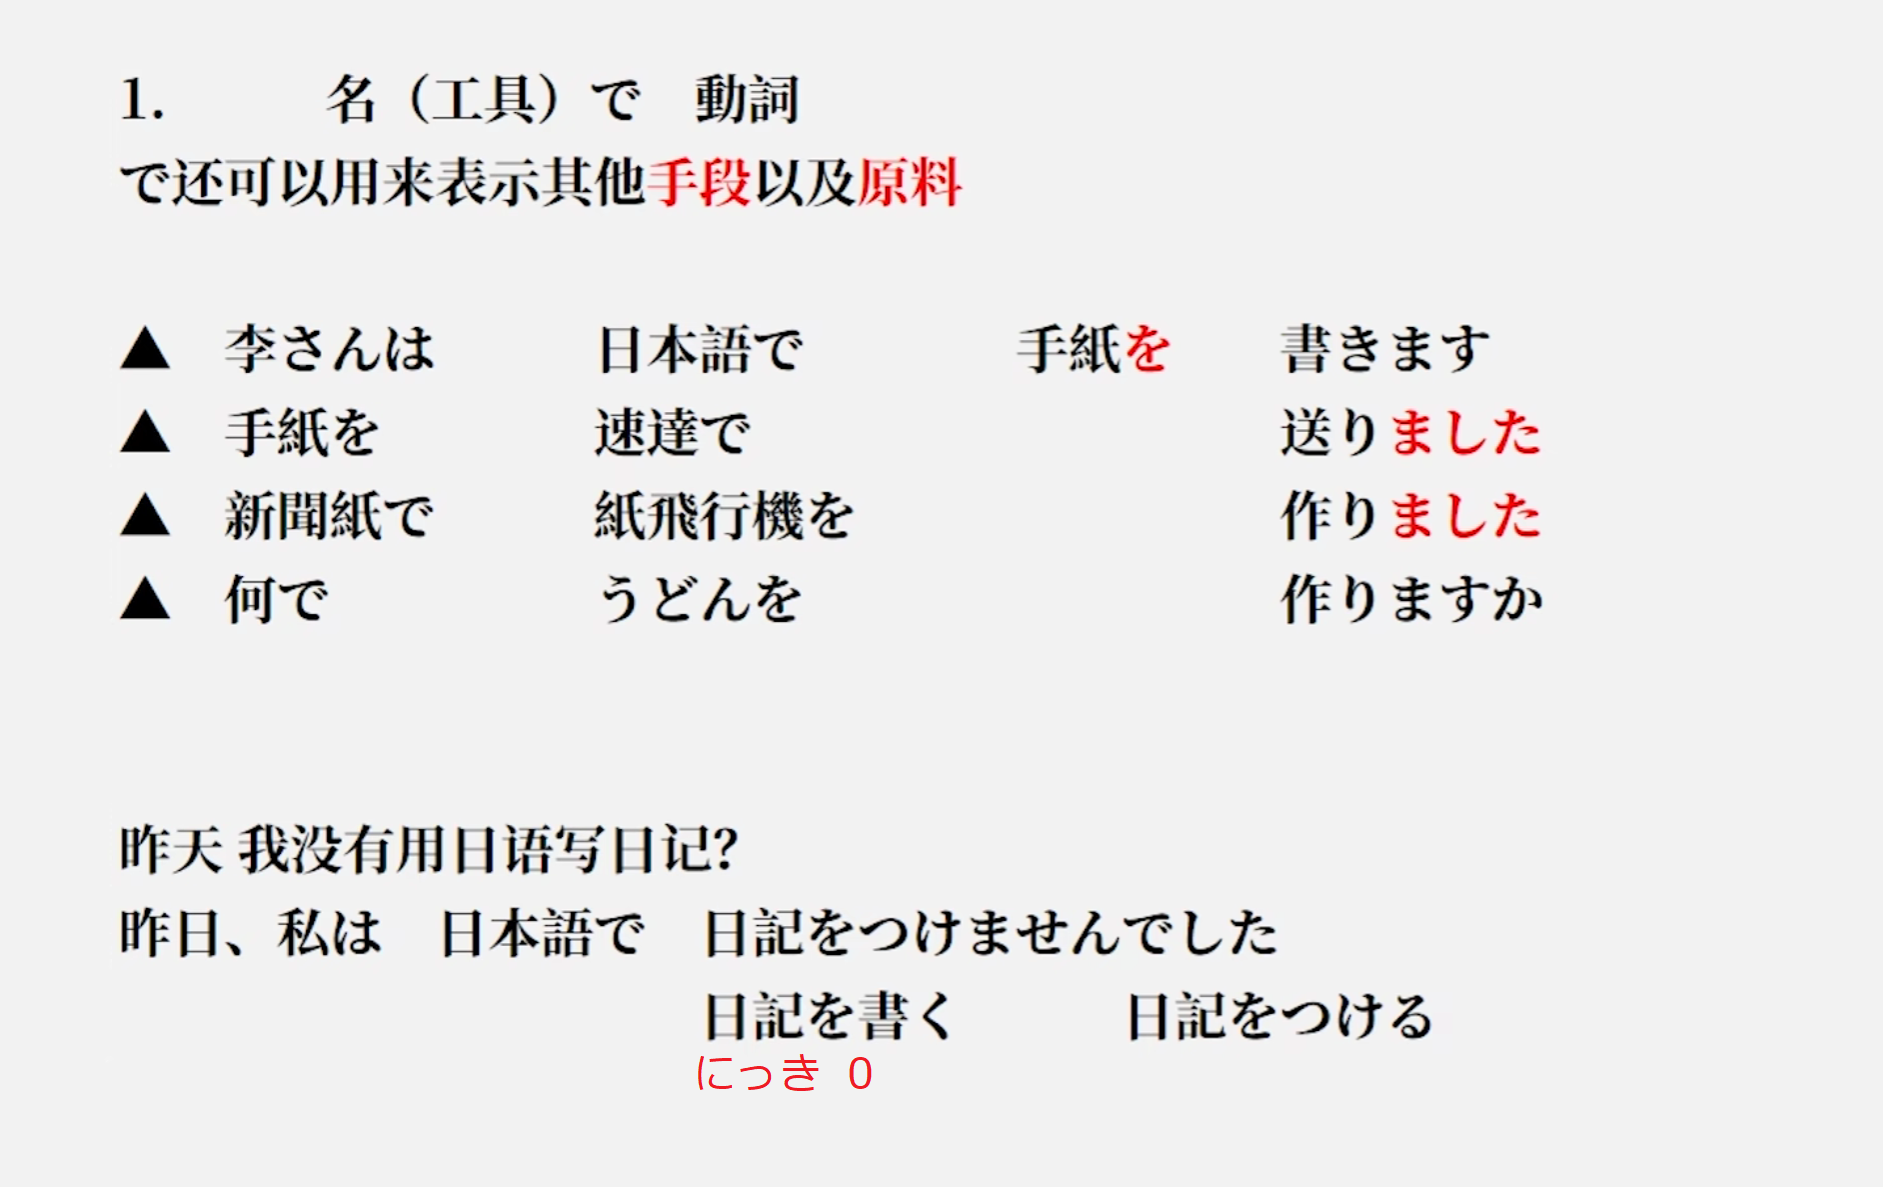 1.　　　名（工具）で　動詞
で还可以用来表示其他手段以及原料
▲　李さんは　　　日本語で　　　　手紙を　　書きます
▲　手紙を　　　　速達で　　　　　　　　　　送りました
▲　新聞紙で　　　紙飛行機を　　　　　　　　作りました
▲　何で　　　　　うどんを　　　　　　　　　作りますか
昨天 我没有用日语写日记？
昨日、私は　日本語で　日記をつけませんでした
日記を書く　　　日記をつける
にっき 0